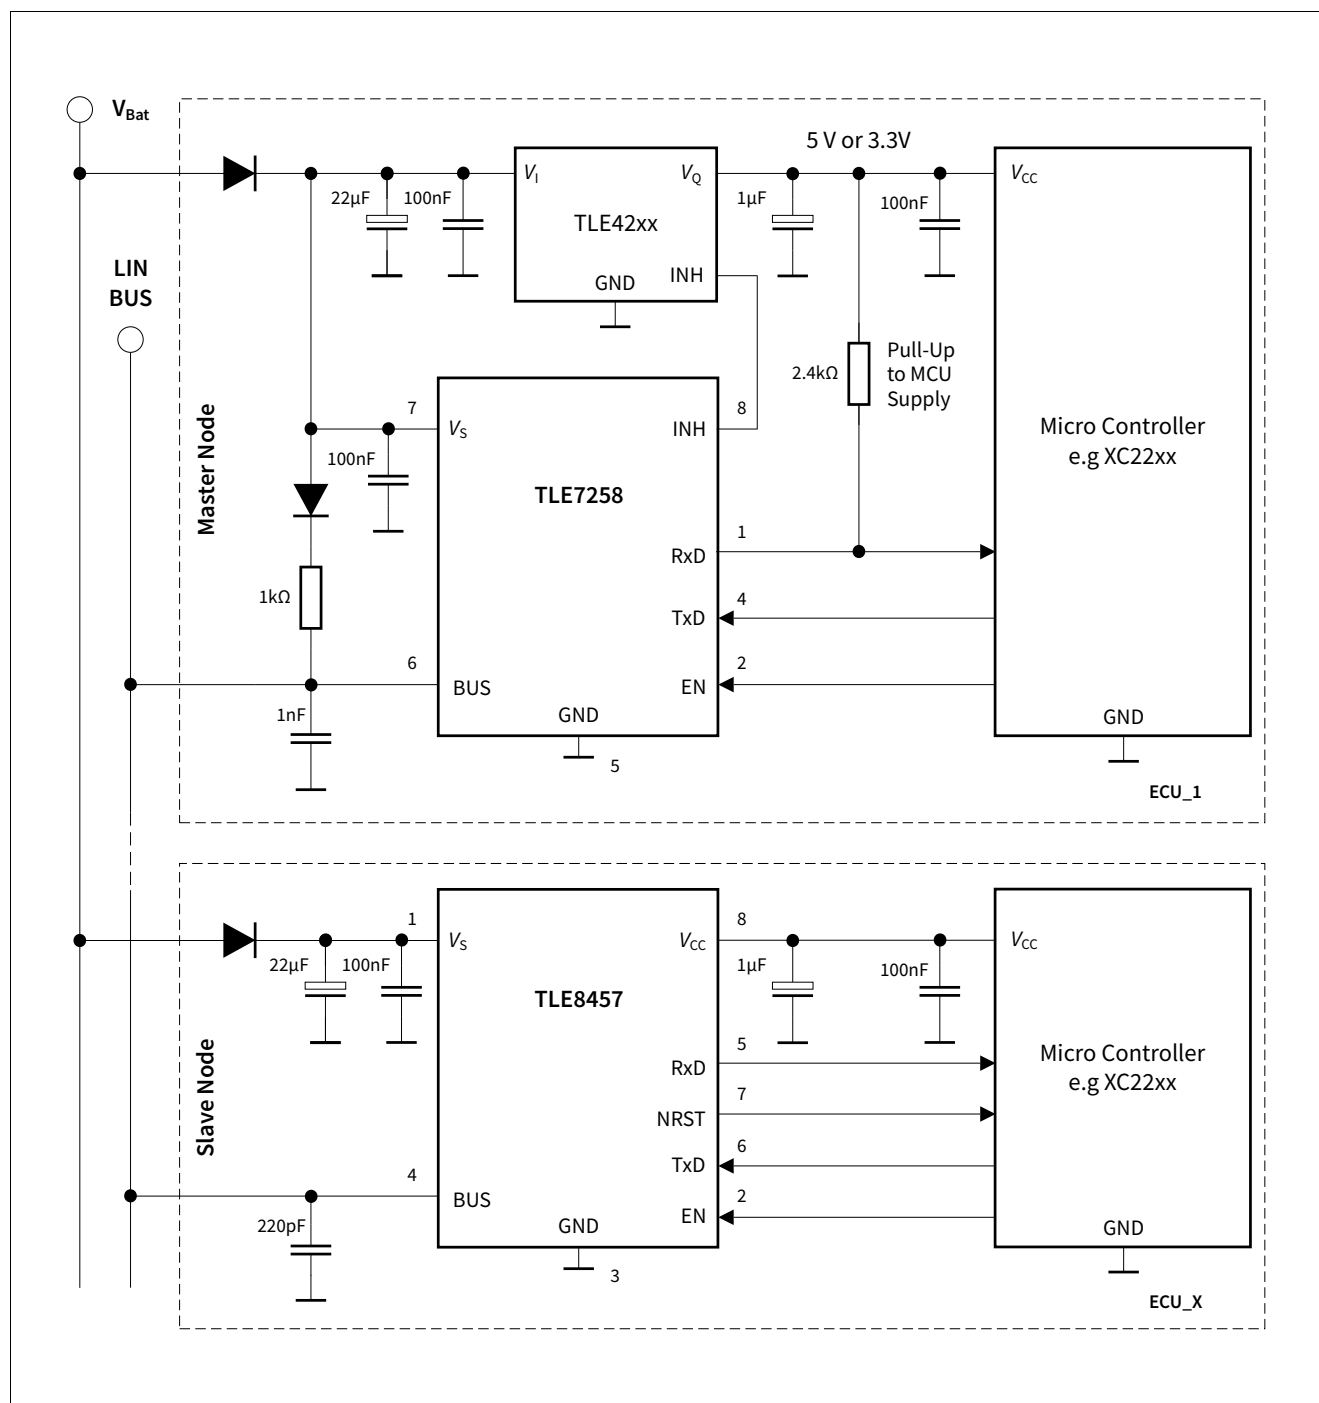 VBat
5 V or 3.3V
VI
VQ
VCC
22µF
100nF
1µF
100nF
TLE42xx
INH
GND
LIN
BUS
Pull-Up
to MCU
Supply
2.4kΩ
Master Node
7
VS
8
INH
Micro Controller
e.g XC22xx
100nF
TLE7258
1
RxD
1kΩ
4
TxD
6
BUS
2
EN
1nF
GND
5
GND
ECU_1
1
VS
8
VCC
VCC
22µF
100nF
1µF
100nF
TLE8457
Slave Node
5
RxD
Micro Controller
e.g XC22xx
7
NRST
6
TxD
4
BUS
2
EN
220pF
GND
3
GND
ECU_X